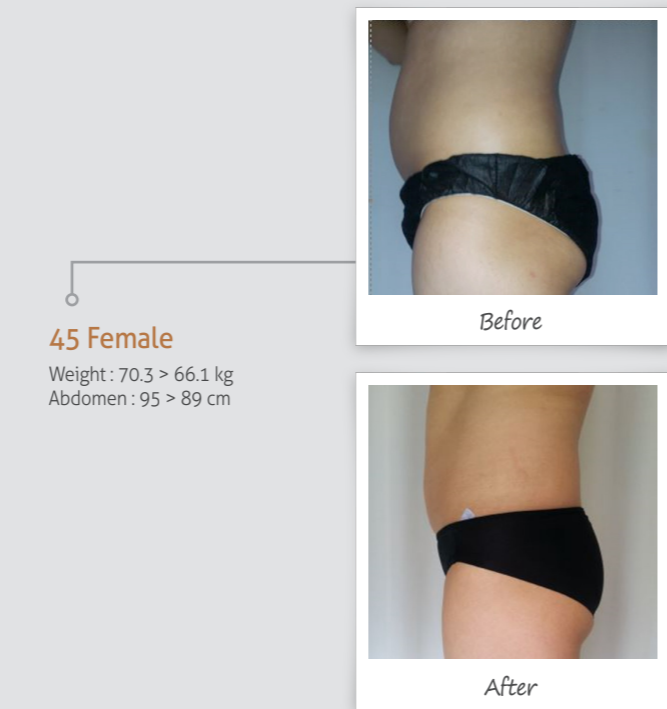 Before
45 Female
Weight : 70.3 > 66.1 kg
Abdomen : 95 > 89 cm
After